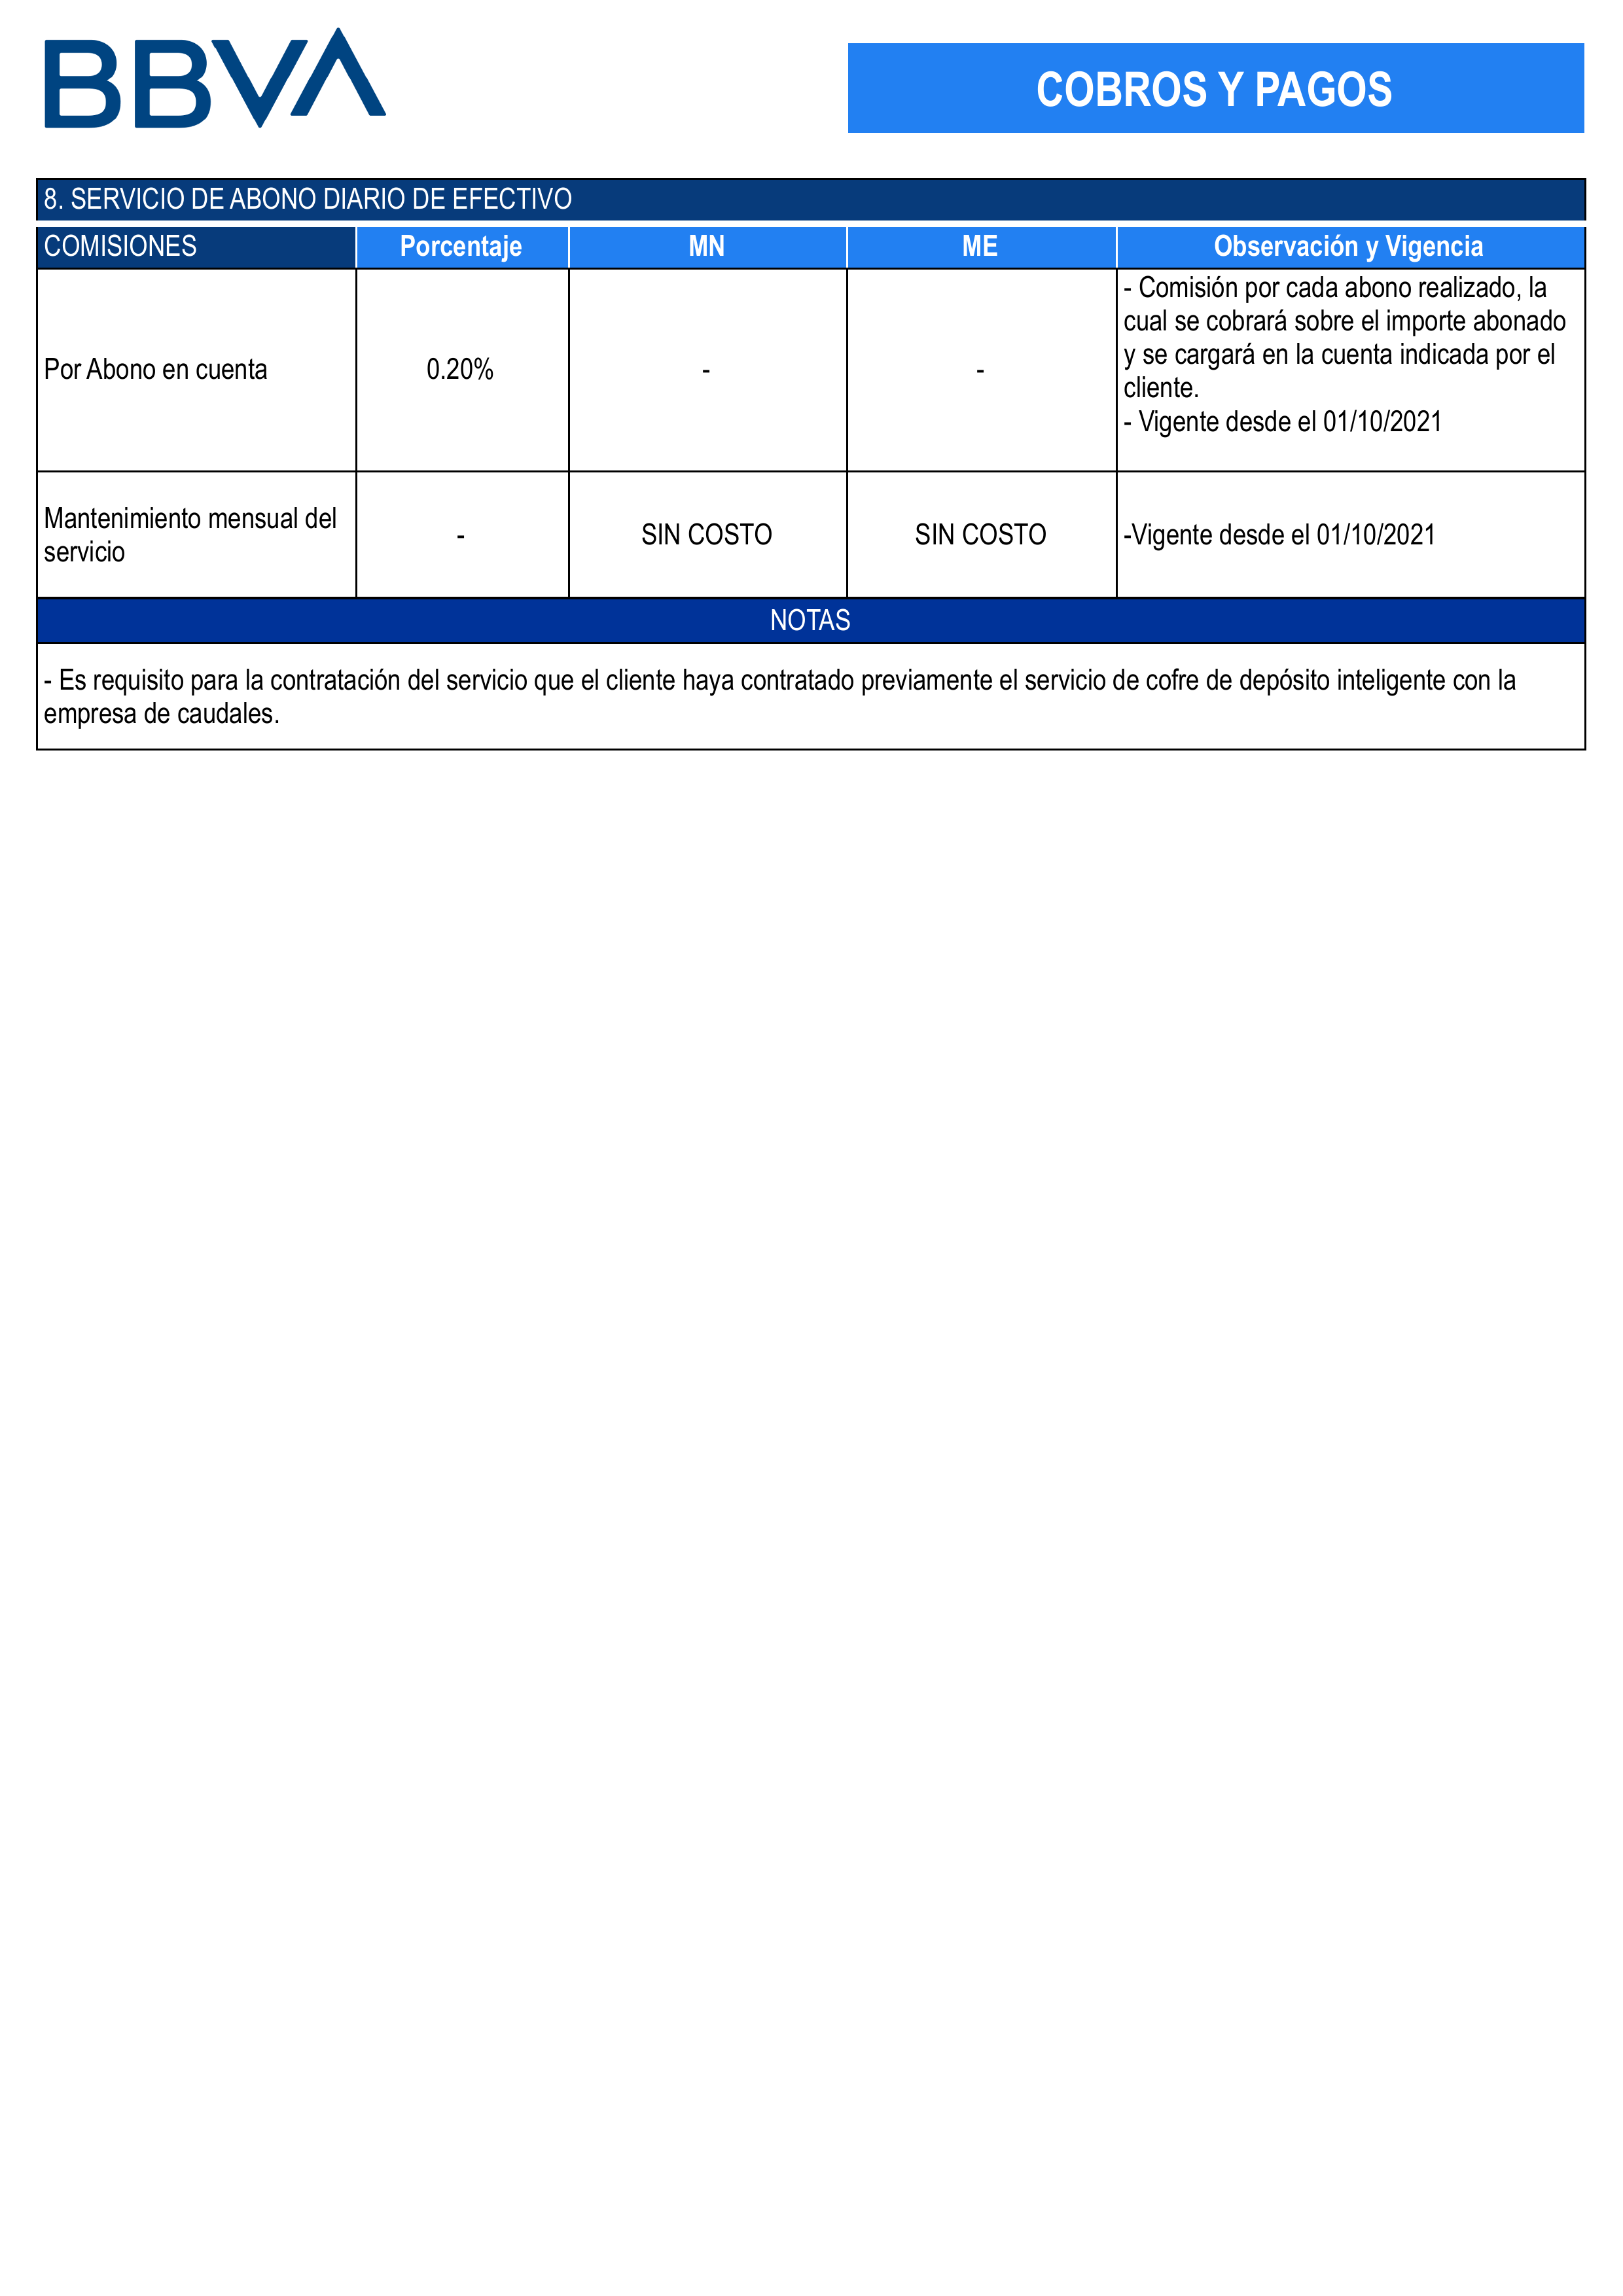 BBVA
COBROS Y PAGOS
8. SERVICIO DE ABONO DIARIO DE EFECTIVO
COMISIONES Porcentaje MN ME Observación y Vigencia
Por Abono en cuenta 0.20% - -
- Comisión por cada abono realizado, la
cual se cobrará sobre el importe abonado
y se cargará en la cuenta indicada por el
cliente.
- Vigente desde el 01/10/2021
Mantenimiento mensual del
servicio
- SIN COSTO SIN COSTO -Vigente desde el 01/10/2021
NOTAS
- Es requisito para la contratación del servicio que el cliente haya contratado previamente el servicio de cofre de depósito inteligente con la
empresa de caudales.